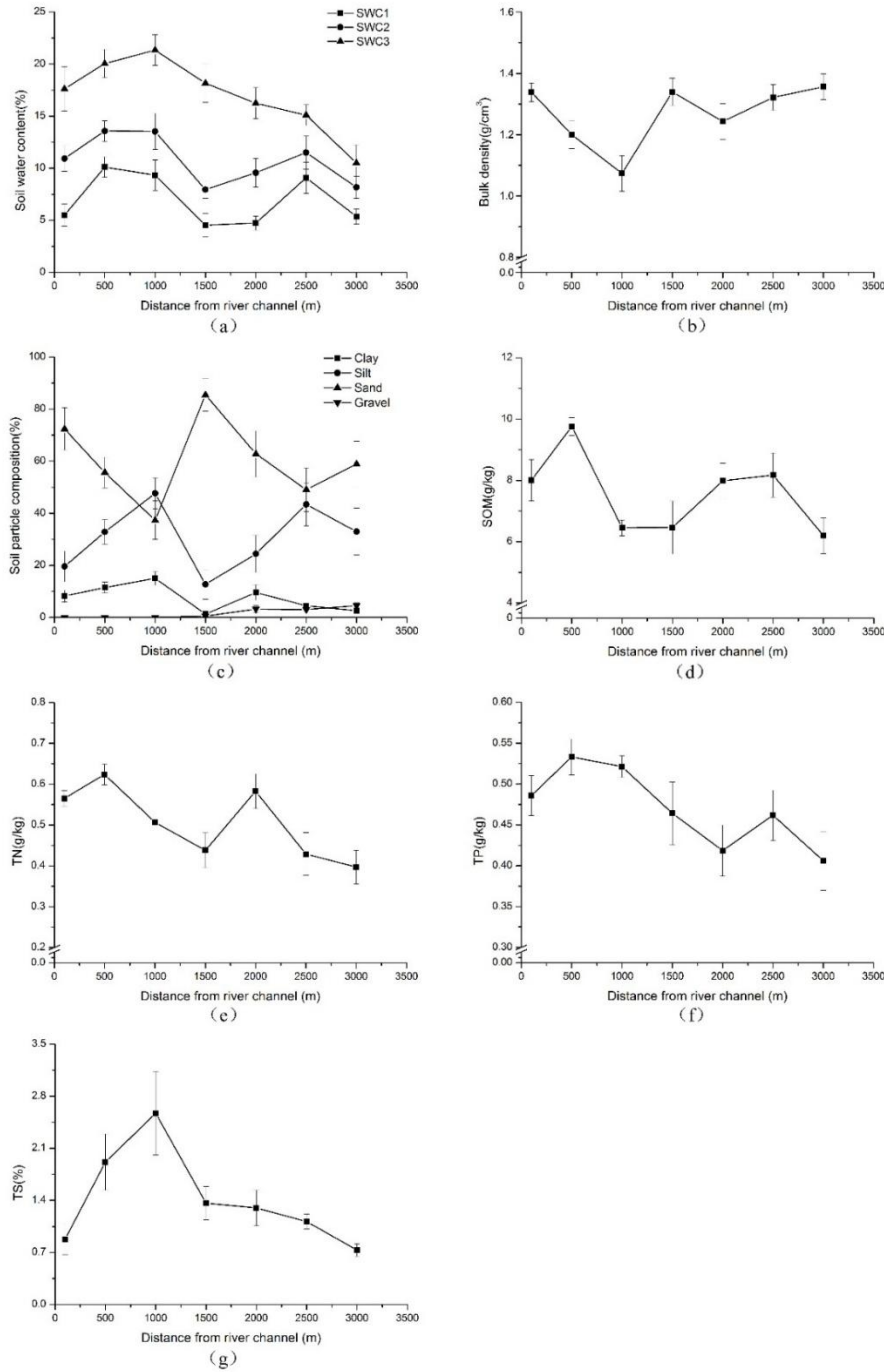 SWC1
SWC2
SWC3
25
20
15
10
5
0
Soil water content(%)
0 500 1000 1500 2000 2500 3000 3500
Distance from river channel (m)
（a）
1.6
1.4
1.2
1.0
0.8
0.0
Bulk density(g/cm³)
0 500 1000 1500 2000 2500 3000 3500
Distance from river channel (m)
（b）
Clay
Silt
Sand
Gravel
100
80
60
40
20
0
Soil particle composition(%)
0 500 1000 1500 2000 2500 3000 3500
Distance from river channel (m)
（c）
12
10
8
6
4
0
SOM(g/kg)
0 500 1000 1500 2000 2500 3000 3500
Distance from river channel (m)
（d）
0.8
0.7
0.6
0.5
0.4
0.3
0.2
0.0
TN(g/kg)
0 500 1000 1500 2000 2500 3000 3500
Distance from river channel (m)
（e）
0.60
0.55
0.50
0.45
0.40
0.35
0.30
0.00
TP(g/kg)
0 500 1000 1500 2000 2500 3000 3500
Distance from river channel (m)
（f）
3.5
2.8
2.1
1.4
0.7
0.0
TS(%)
0 500 1000 1500 2000 2500 3000 3500
Distance from river channel (m)
（g）